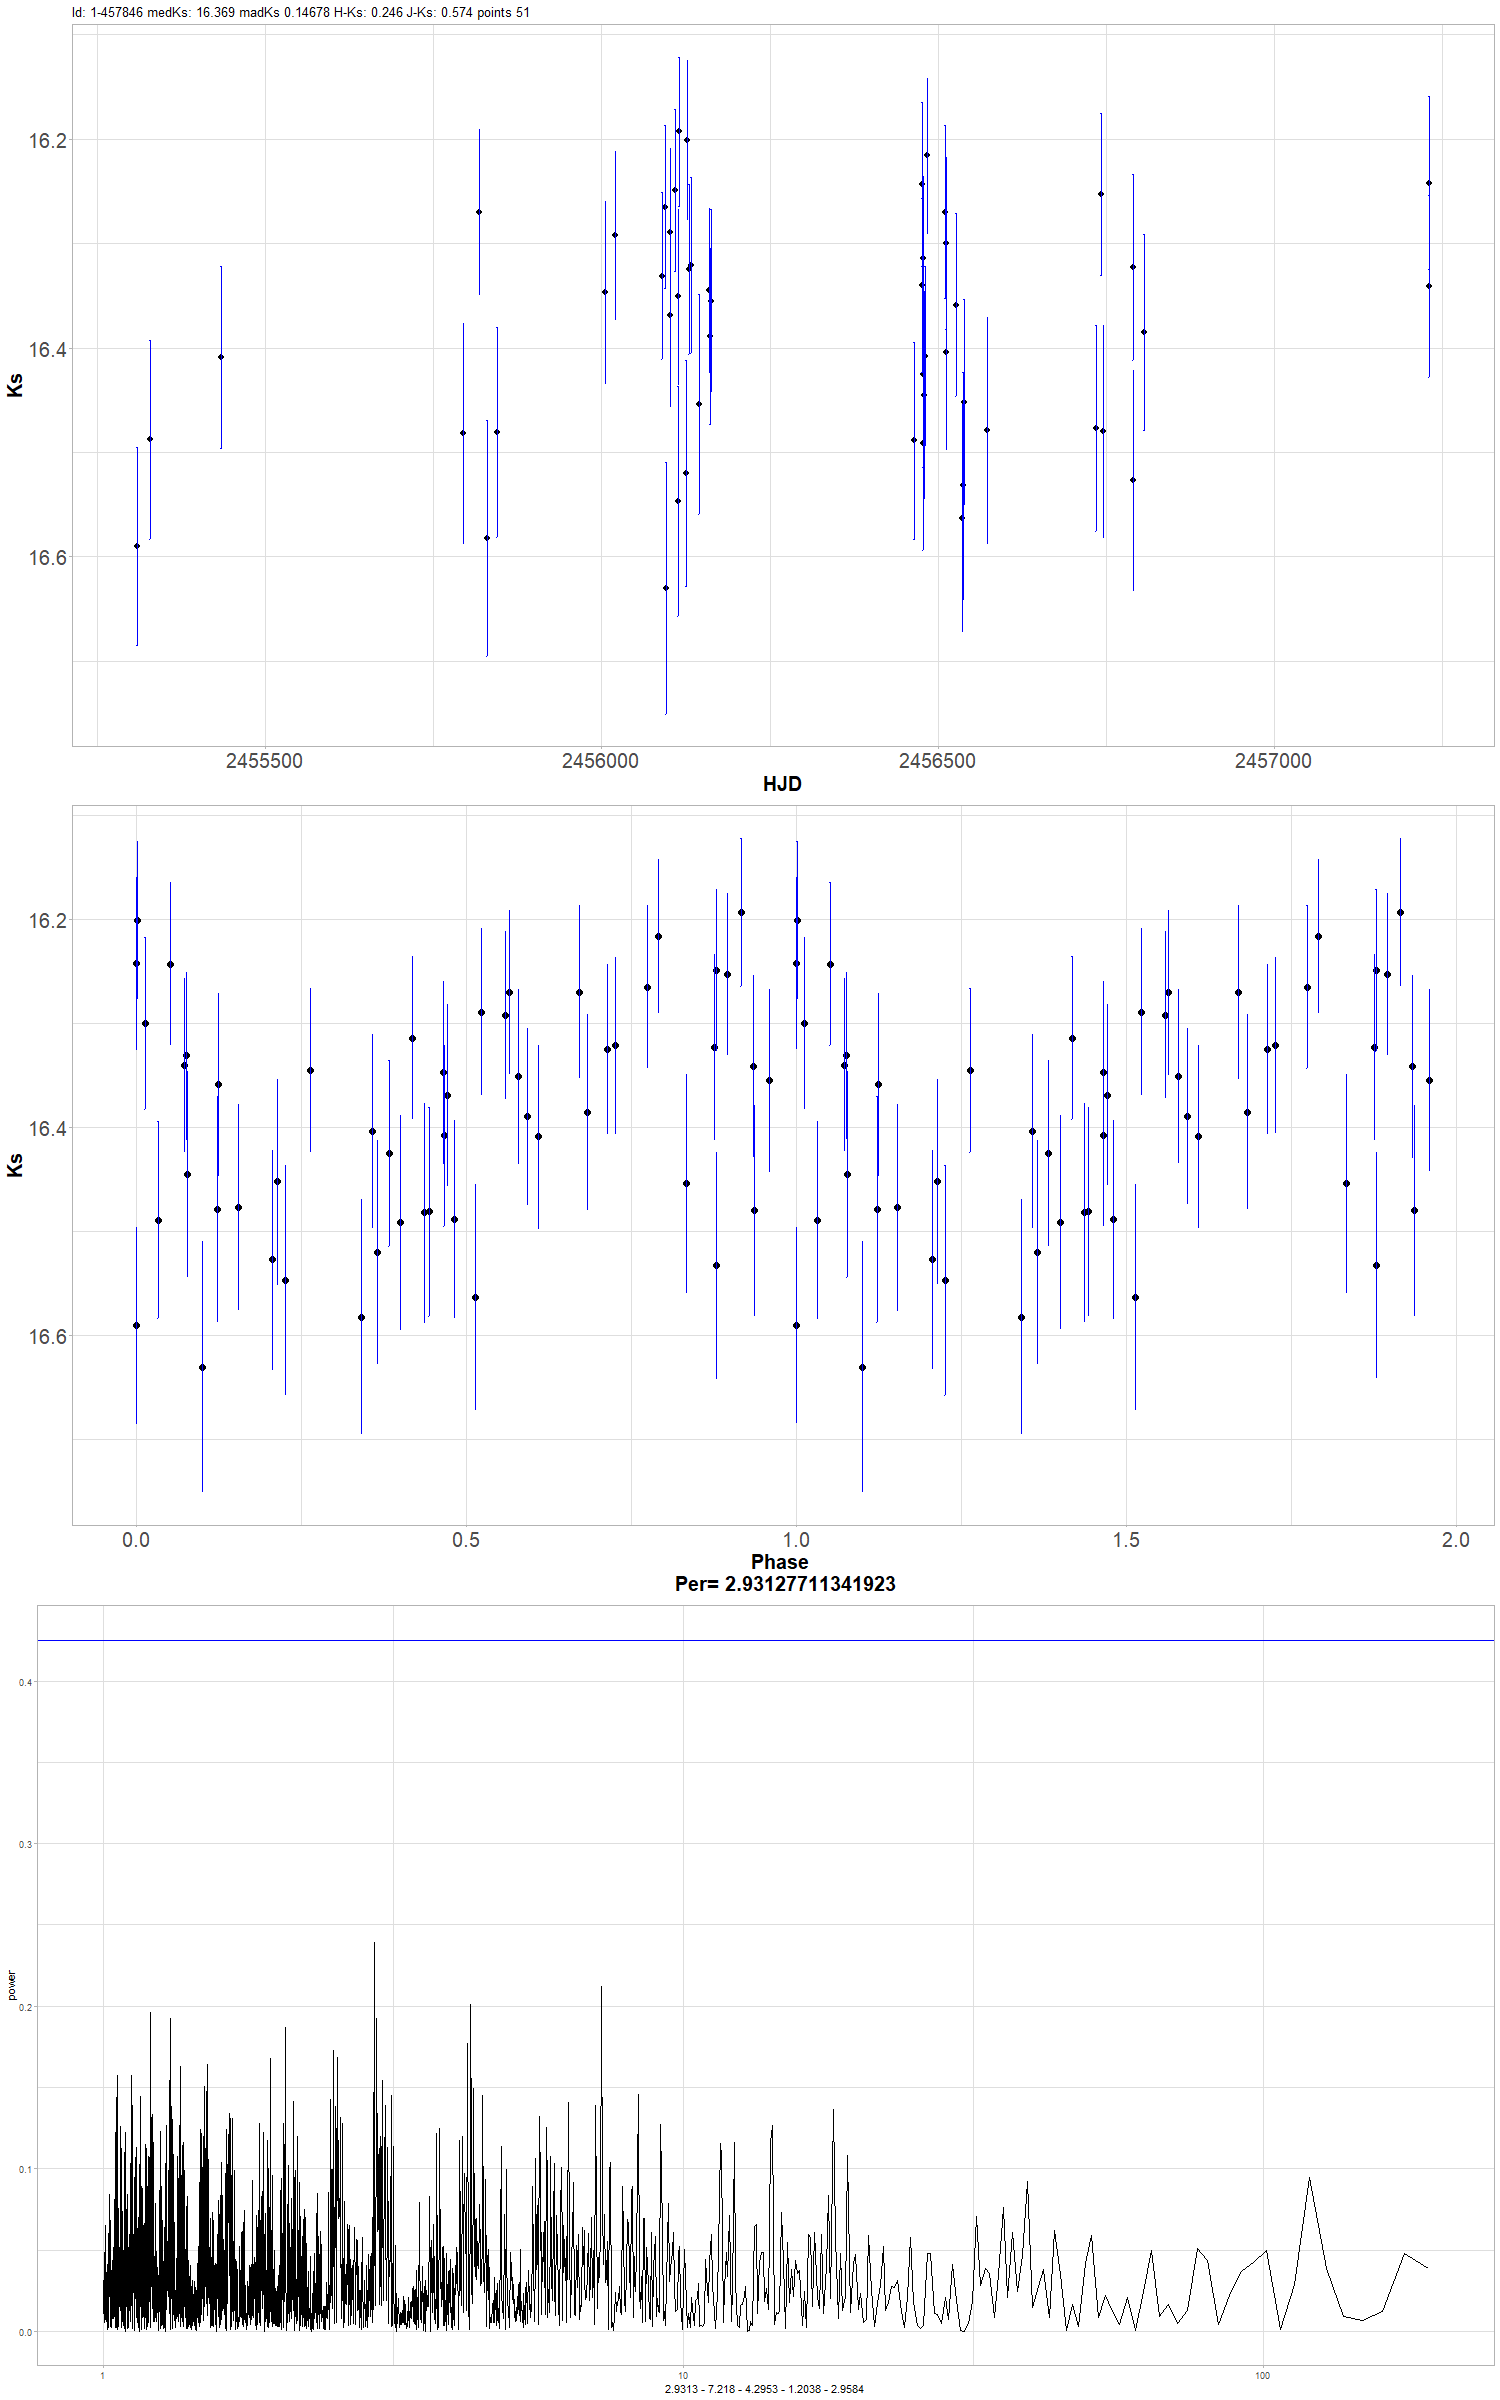 Id: 1-457846 medKs: 16.369 madKs 0.14678 H-Ks: 0.246 J-Ks: 0.574 points 51
16.2
16.4
16.6
Ks
2455500 2456000 2456500 2457000
HJD
16.2
16.4
16.6
Ks
0.0 0.5 1.0 1.5 2.0
Phase
Per= 2.93127711341923
0.4
0.3
0.2
0.1
0.0
power
1 10 100
2.9313 - 7.218 - 4.2953 - 1.2038 - 2.9584